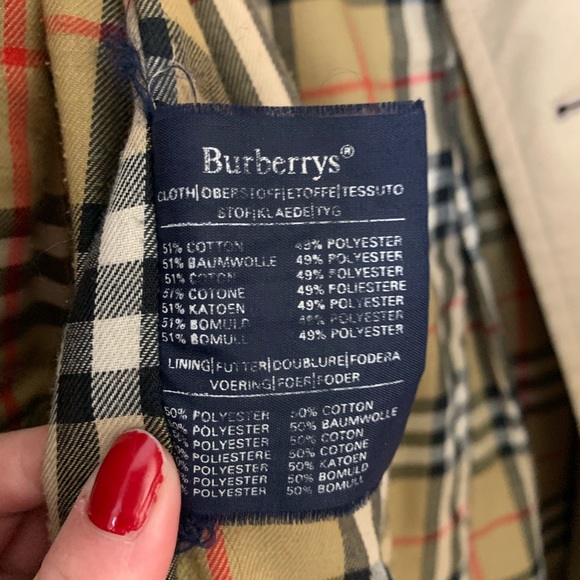 Burberrys®
CLOTH|OBERSTOFF|ETOFFE|TESSUTO
STOF|KLAEDE|TYG
51% COTTON 49% POLYESTER
51% BAUMWOLLE 49% POLYESTER
51% COTON 49% POLYESTER
51% COTONE 49% POLIESTERE
51% KATOEN 49% POLYESTER
51% BOMULD 49% POLYESTER
51% BOMULL 49% POLYESTER
LINING|FUTTER|DOUBLURE|FODERA
VOERING|FOER|FODER
50% POLYESTER 50% COTTON
50% POLYESTER 50% BAUMWOLLE
POLYESTER 50% COTON
POLIESTERE 50% COTONE
POLYESTER 50% KATOEN
POLYESTER 50% BOMULD
POLYESTER 50% BOMULL